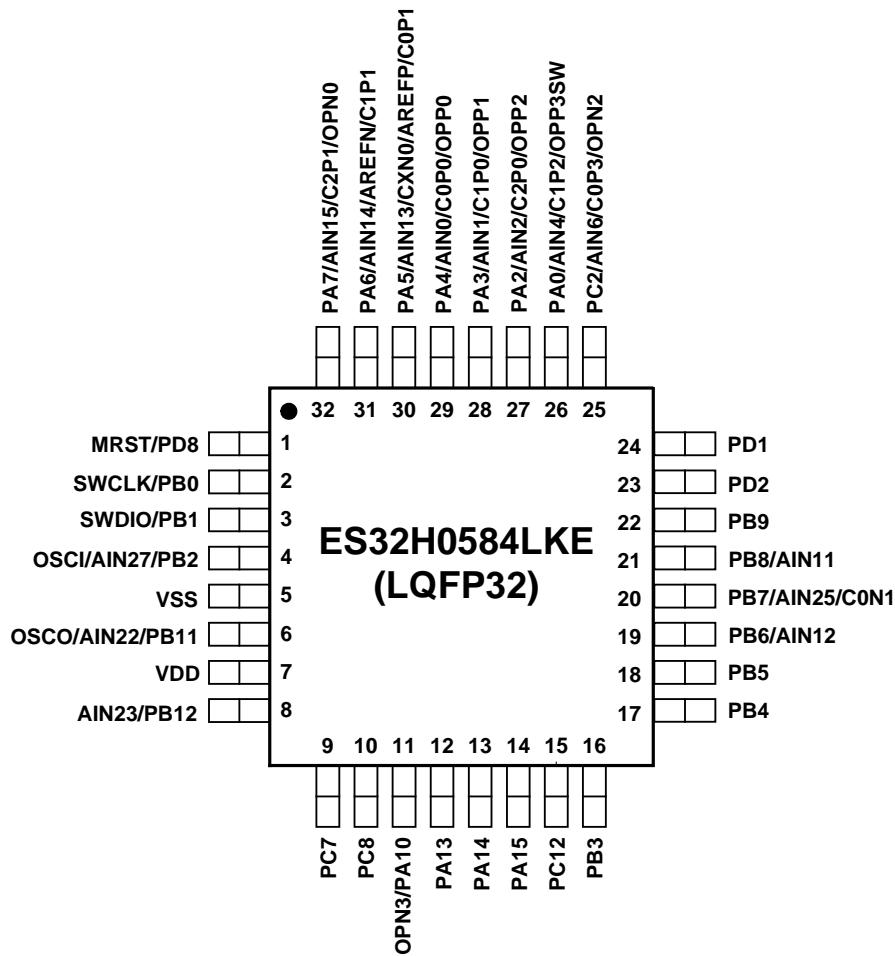 PA7/AIN15/C2P1/OPN0
PA6/AIN14/AREFN/C1P1
PA5/AIN13/CXN0/AREFP/C0P1
PA4/AIN0/C0P0/OPP0
PA3/AIN1/C1P0/OPP1
PA2/AIN2/C2P0/OPP2
PA0/AIN4/C1P2/OPP3SW
PC2/AIN6/C0P3/OPN2
32 31 30 29 28 27 26 25
MRST/PD8 1
SWCLK/PB0 2
SWDIO/PB1 3
OSCI/AIN27/PB2 4
VSS 5
OSCO/AIN22/PB11 6
VDD 7
AIN23/PB12 8
ES32H0584LKE
(LQFP32)
24 PD1
23 PD2
22 PB9
21 PB8/AIN11
20 PB7/AIN25/C0N1
19 PB6/AIN12
18 PB5
17 PB4
9 10 11 12 13 14 15 16
PC7
PC8
OPN3/PA10
PA13
PA14
PA15
PC12
PB3